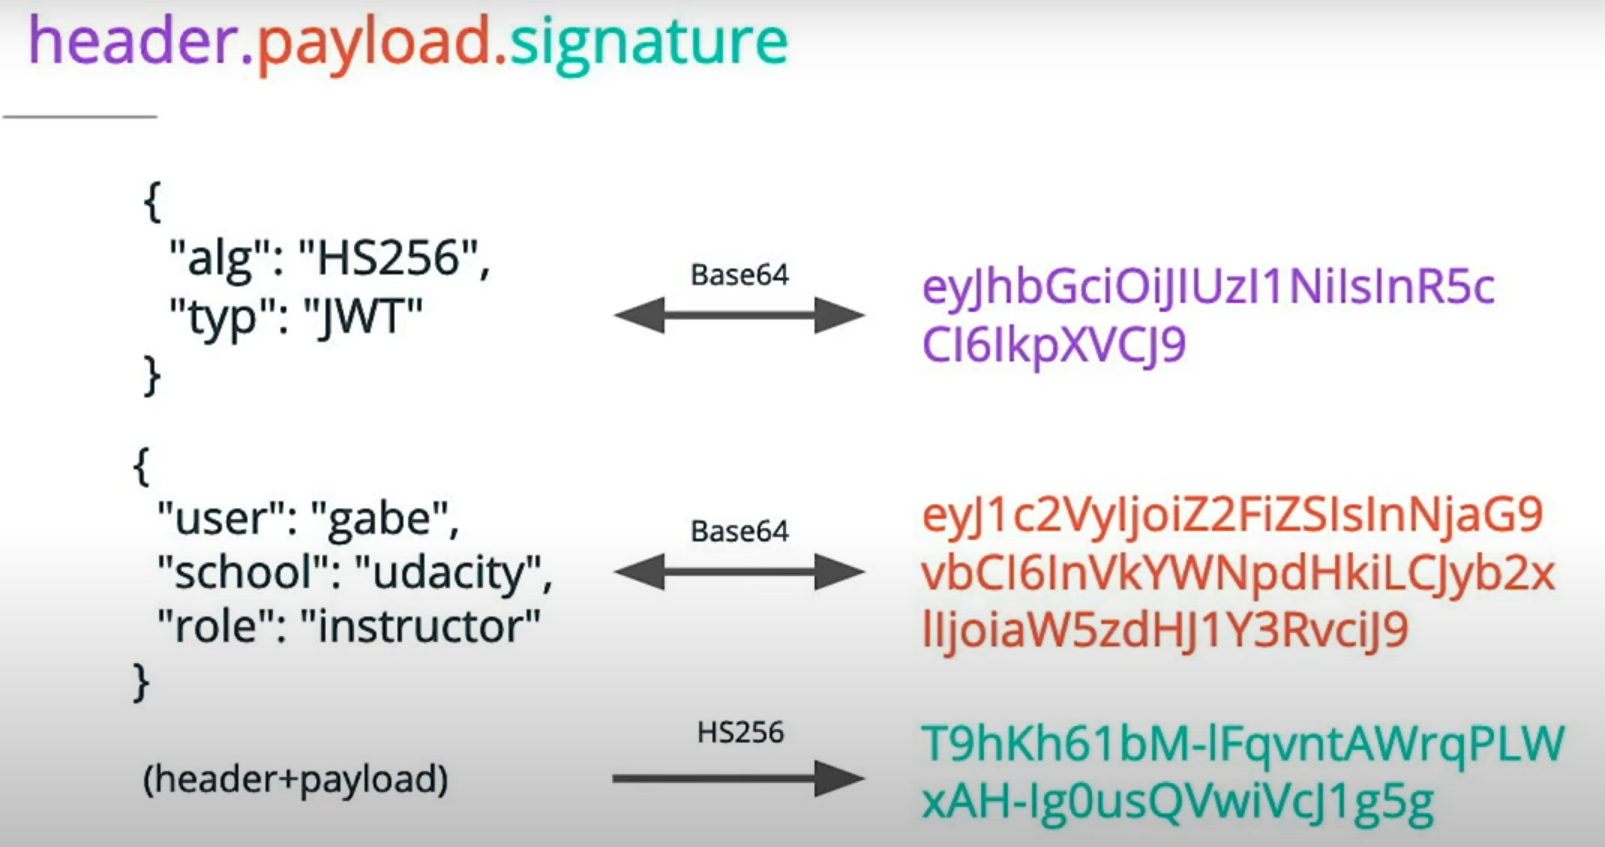 header.payload.signature
{
"alg": "HS256",
"typ": "JWT"
}
Base64
eyJhbGciOiJIUzI1NiIsInR5c
CI6IkpXVCJ9
{
"user": "gabe",
"school": "udacity",
"role": "instructor"
}
Base64
eyJ1c2VyIjoiZ2FiZSIsInNjaG9
vbCI6InVkYWNpdHkiLCJyb2x
lIjoiaW5zdHJ1Y3RvciJ9
(header+payload)
HS256
T9hKh61bM-lFqvntAWrqPLW
xAH-Ig0usQVwiVcJ1g5g